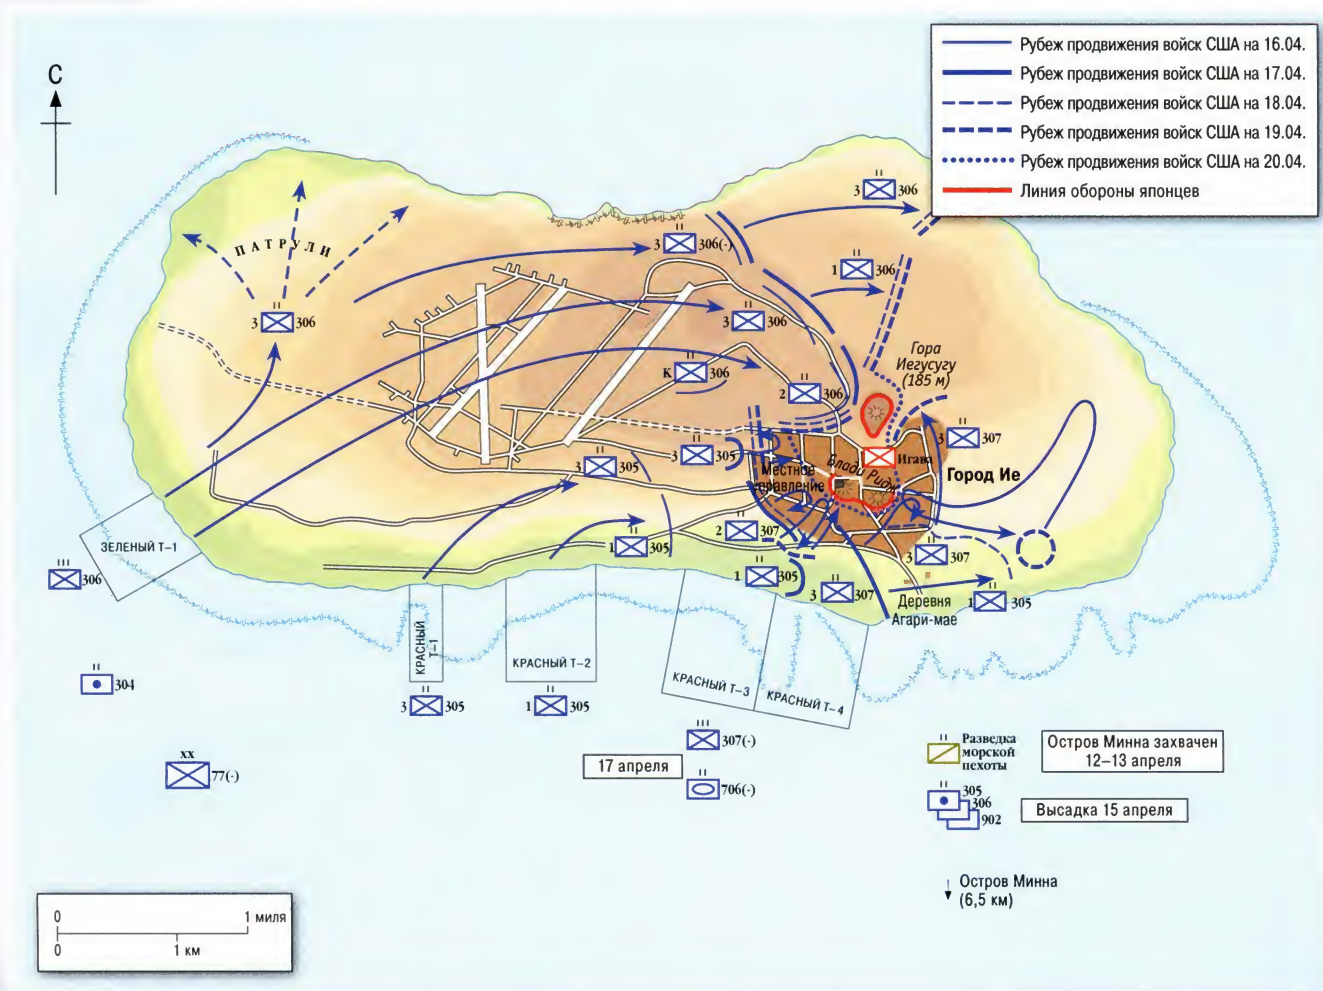 Рубеж продвижения войск США на 16.04.
Рубеж продвижения войск США на 17.04.
Рубеж продвижения войск США на 18.04.
Рубеж продвижения войск США на 19.04.
Рубеж продвижения войск США на 20.04.
Линия обороны японцев
С
ПАТРУЛИ
3 306
3 306
3 306(-)
1 306
3 306
К 306
2 306
Гора
Иегусугу
(185 м)
3 307
Игава
Город Ие
Блади Ридж
Местное
правление
3 305
3 305
1 305
2 307
1 305
3 307
3 307
1 305
Деревня
Агари-мае
ЗЕЛЕНЫЙ Т-1
III
306
КРАСНЫЙ
Т-1
КРАСНЫЙ Т-2
КРАСНЫЙ Т-3
КРАСНЫЙ Т-4
II
304
3 305
1 305
XX
77(-)
17 апреля
III
307(-)
II
706(-)
Разведка
морской
пехоты
Остров Минна захвачен
12–13 апреля
305
306
902
Высадка 15 апреля
Остров Минна
(6,5 км)
0 1 миля
0 1 км